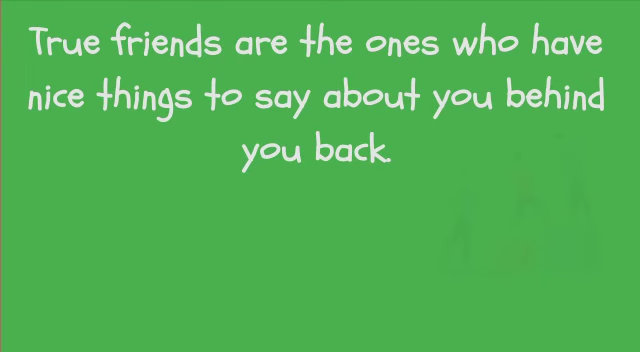 True friends are the ones who have
nice things to say about you behind
you back.